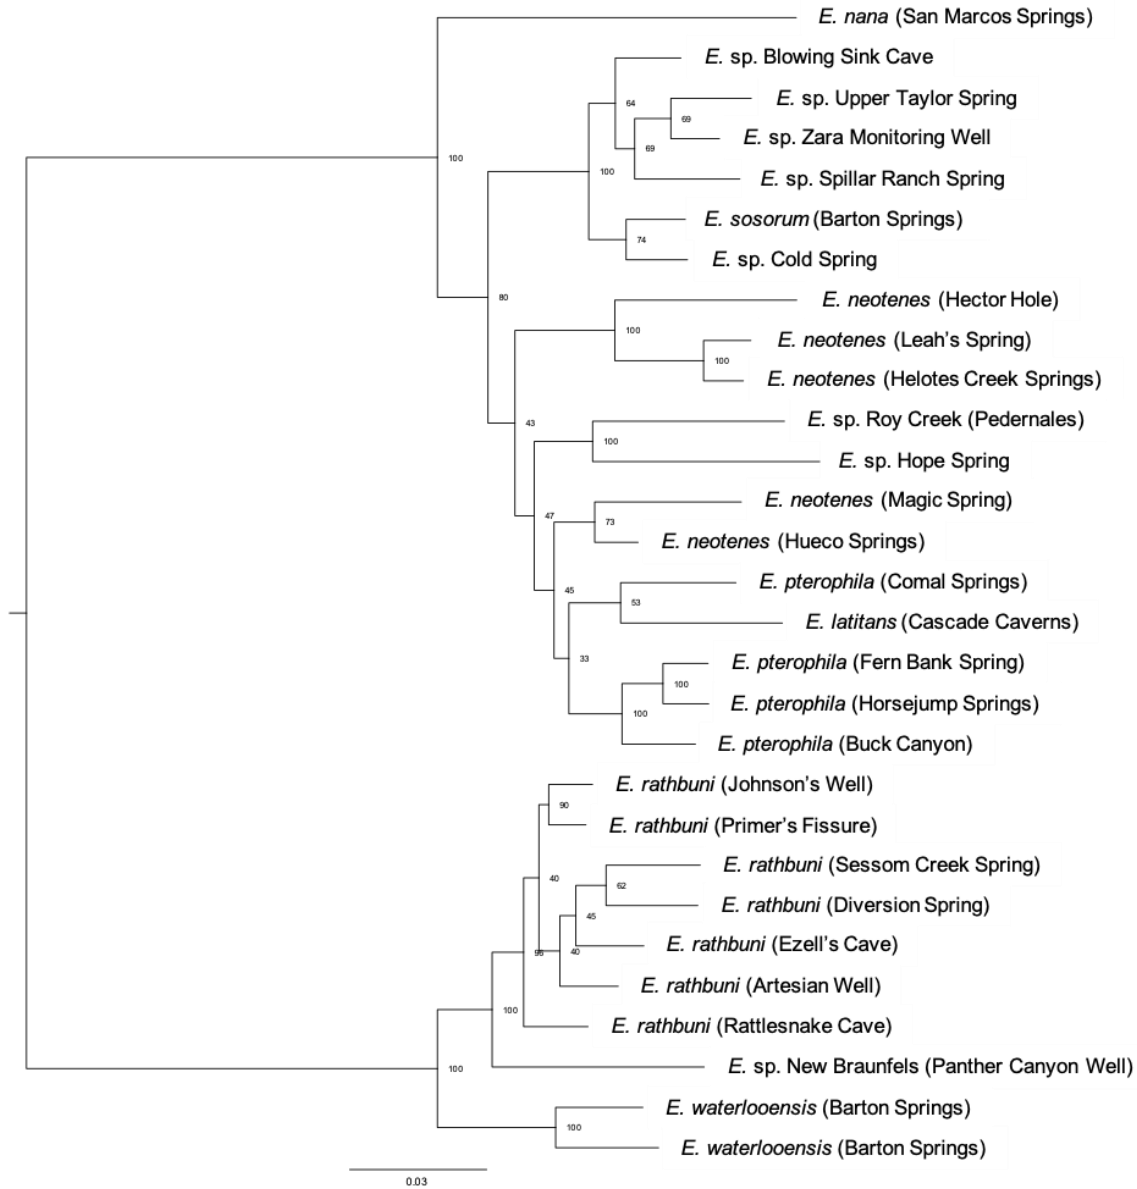 E. nana (San Marcos Springs)
E. sp. Blowing Sink Cave
64
E. sp. Upper Taylor Spring
69
E. sp. Zara Monitoring Well
69
100
100
E. sp. Spillar Ranch Spring
E. sosorum (Barton Springs)
74
E. sp. Cold Spring
80
E. neotenes (Hector Hole)
100
E. neotenes (Leah's Spring)
100
E. neotenes (Helotes Creek Springs)
43
E. sp. Roy Creek (Pedernales)
100
E. sp. Hope Spring
E. neotenes (Magic Spring)
47
73
E. neotenes (Hueco Springs)
45
E. pterophila (Comal Springs)
53
E. latitans (Cascade Caverns)
33
E. pterophila (Fern Bank Spring)
100
E. pterophila (Horsejump Springs)
100
E. pterophila (Buck Canyon)
E. rathbuni (Johnson's Well)
90
E. rathbuni (Primer's Fissure)
E. rathbuni (Sessom Creek Spring)
40
62
E. rathbuni (Diversion Spring)
45
E. rathbuni (Ezell's Cave)
40
E. rathbuni (Artesian Well)
100
E. rathbuni (Rattlesnake Cave)
100
E. sp. New Braunfels (Panther Canyon Well)
E. waterlooensis (Barton Springs)
100
E. waterlooensis (Barton Springs)
0.03